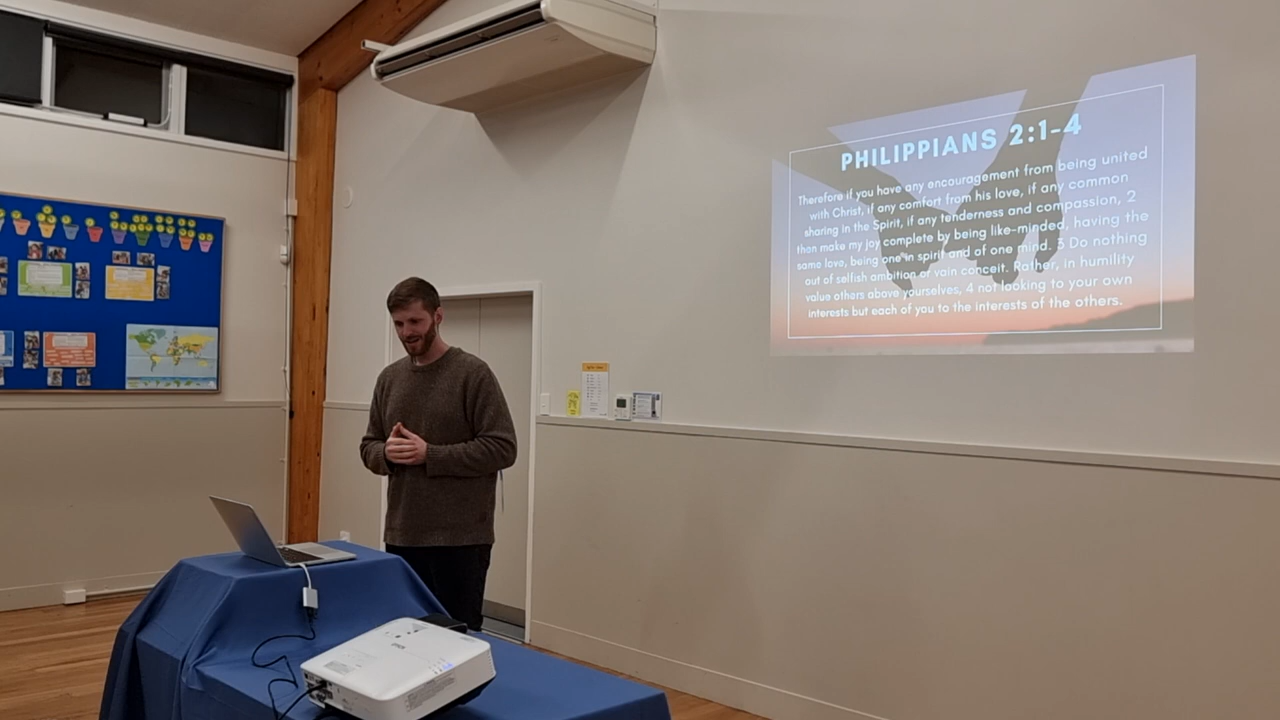 PHILIPPIANS 2:1-4
Therefore if you have any encouragement from being united
with Christ, if any comfort from his love, if any common
sharing in the Spirit, if any tenderness and compassion, 2
then make my joy complete by being like-minded, having the
same love, being one in spirit and of one mind. 3 Do nothing
out of selfish ambition or vain conceit. Rather, in humility
value others above yourselves, 4 not looking to your own
interests but each of you to the interests of the others.
EPSON